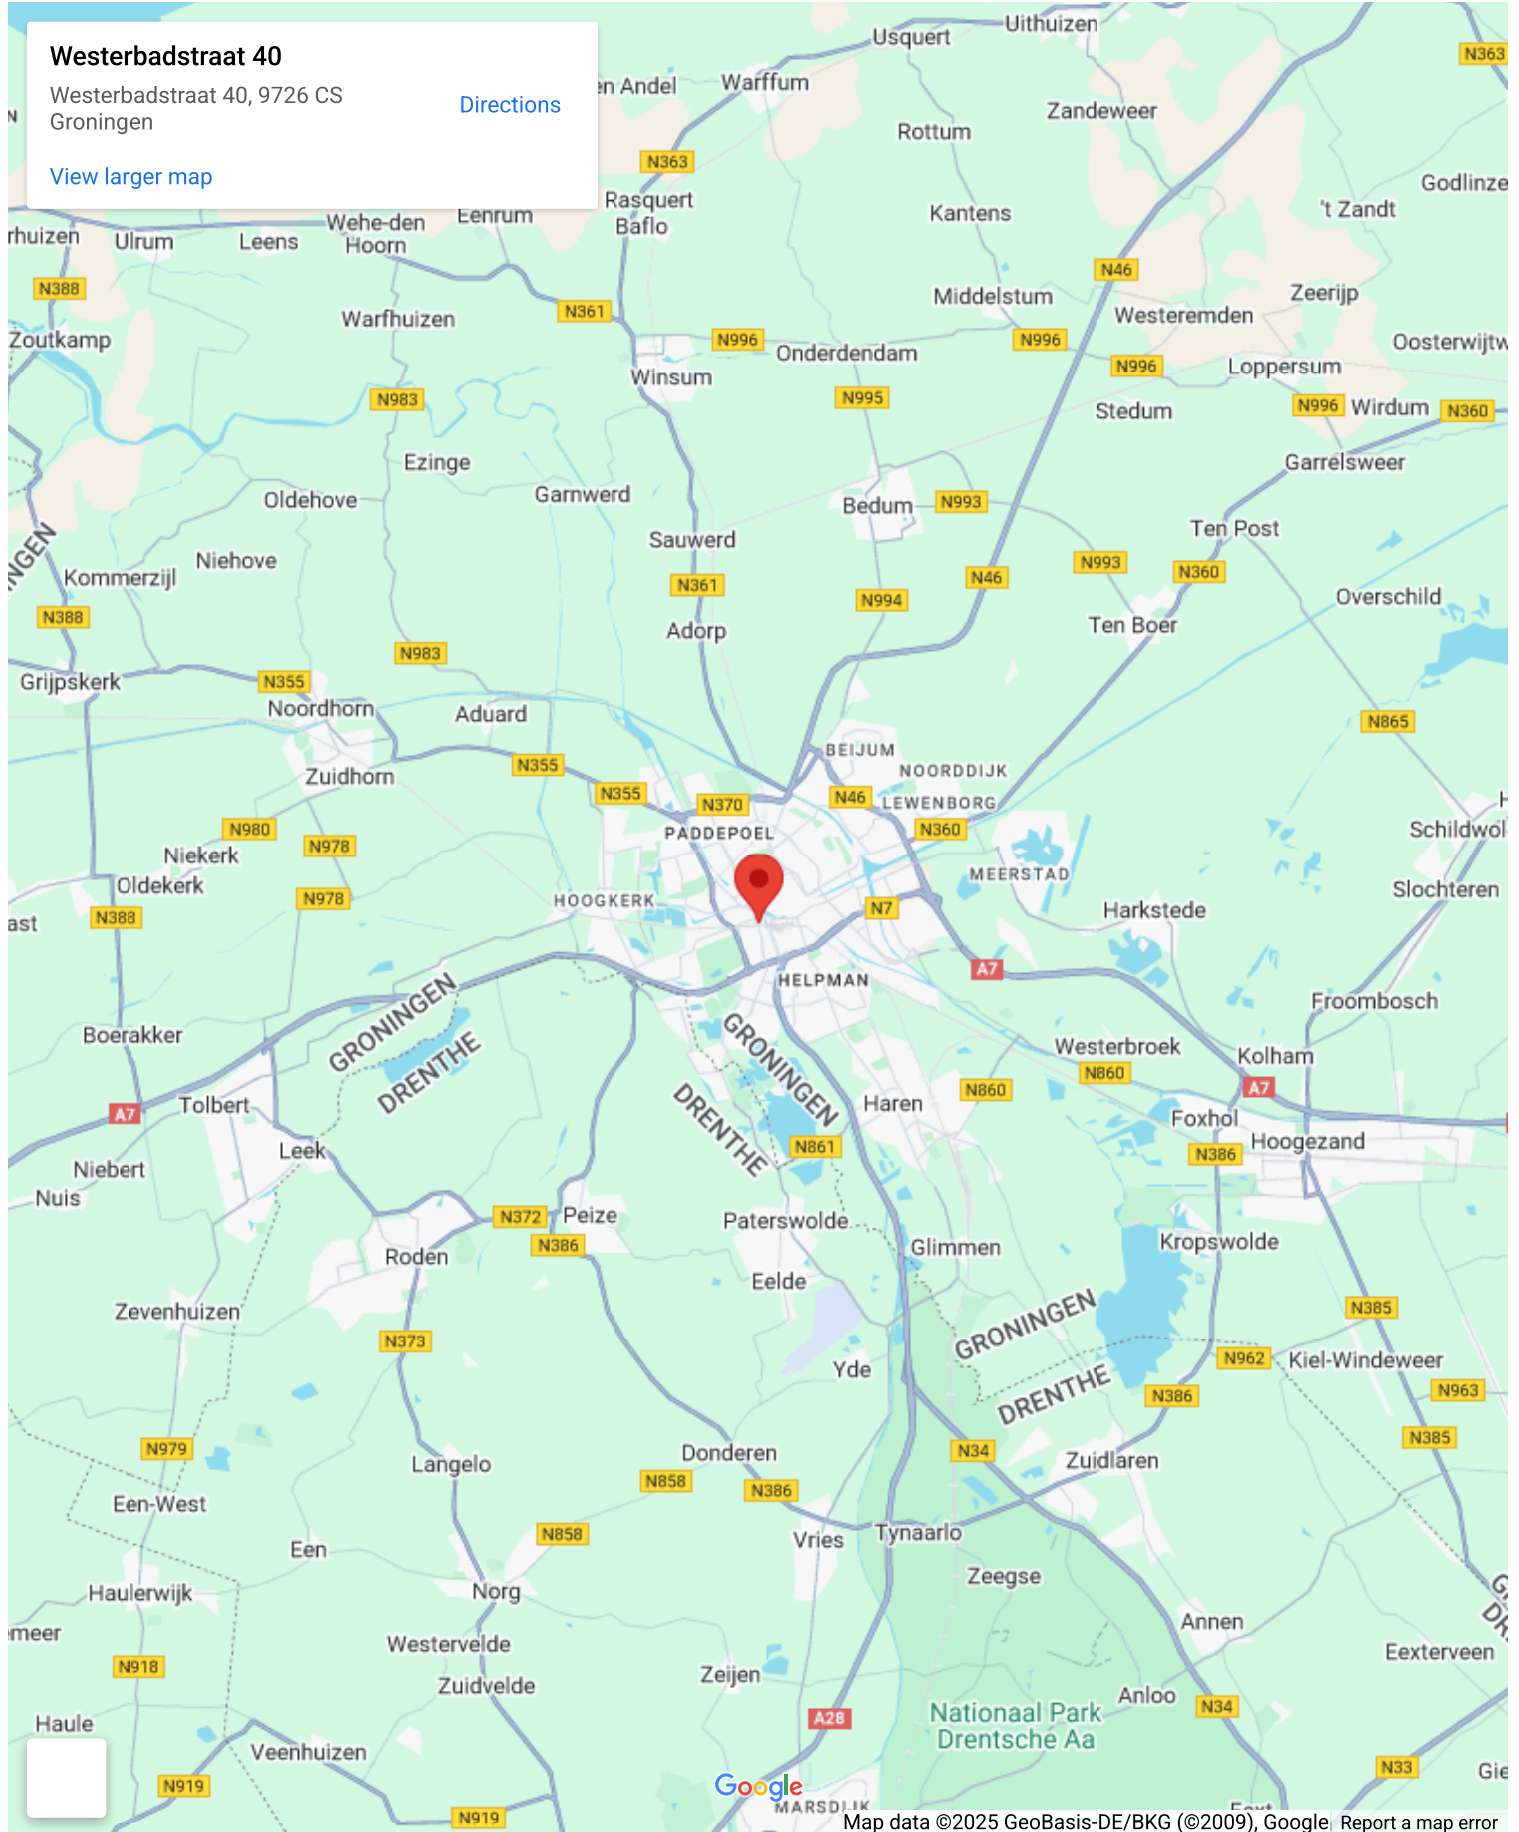 Westerbadstraat 40
Westerbadstraat 40, 9726 CS
Groningen
Directions
View larger map
Usquert
Uithuizen
N363
en Andel
Warffum
Zandeweer
N
Rottum
N363
Godlinze
Rasquert
't Zandt
Kantens
Eenrum
Wehe-den
Hoorn
Baflo
rhuizen
Ulrum
Leens
N46
N388
Middelstum
Zeerijp
Warfhuizen
N361
Westeremden
Zoutkamp
N996
N996
Oosterwijtw
Onderdendam
N996
Loppersum
Winsum
N983
N995
Stedum
N996
Wirdum
N360
Ezinge
Garrelsweer
Oldehove
Garnwerd
Bedum
N993
Ten Post
NGEN
Sauwerd
Niehove
N993
N360
Kommerzijl
N361
N46
N994
Overschild
N388
Adorp
Ten Boer
N983
Grijpskerk
N355
Noordhorn
Aduard
N865
BEIJUM
N355
NOORDDIJK
Zuidhorn
N355
N370
N46
LEWENBORG
H
N980
PADDEPOEL
N360
Schildwol
N978
Niekerk
MEERSTAD
Oldekerk
N978
HOOGKERK
Slochteren
N388
N7
Harkstede
ast
A7
HELPMAN
GRONINGEN
DRENTHE
Froombosch
Boerakker
GRONINGEN
DRENTHE
Westerbroek
Kolham
N860
N860
A7
A7
Tolbert
Haren
Foxhol
Leek
N861
Hoogezand
N386
Niebert
Nuis
N372
Peize
Paterswolde
N386
Roden
Glimmen
Kropswolde
Eelde
Zevenhuizen
GRONINGEN
DRENTHE
N385
N373
N962
Kiel-Windeweer
Yde
N386
N963
N385
N979
Donderen
N34
Zuidlaren
Langelo
N858
N386
Een-West
N858
Vries
Tynaarlo
Een
Zeegse
Haulerwijk
Norg
Annen
emeer
Westervelde
Eexterveen
N918
Zeijen
Zuidvelde
Anloo
N34
A28
Nationaal Park
Drentsche Aa
Haule
Veenhuizen
N33
Gie
N919
Google
MARSDIJK
N919
Map data ©2025 GeoBasis-DE/BKG (©2009), Google
Report a map error